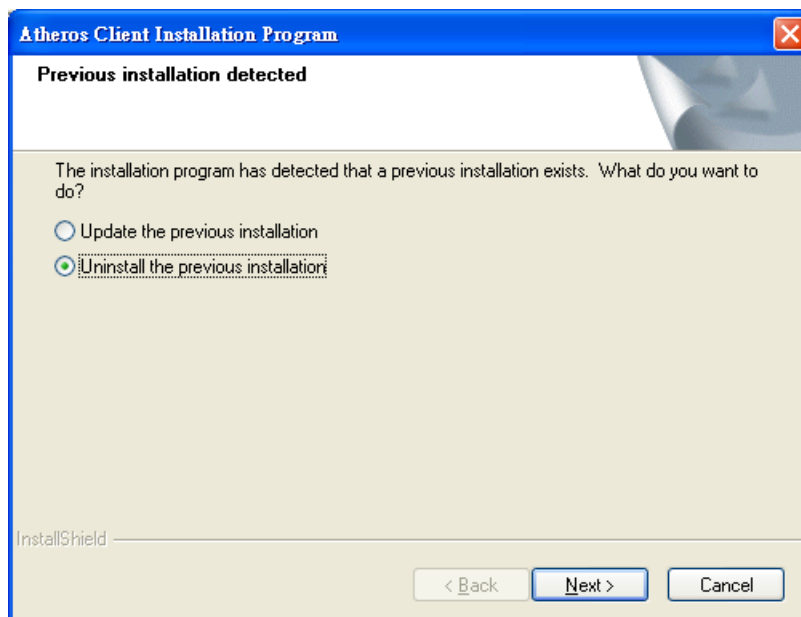 Atheros Client Installation Program
Previous installation detected
The installation program has detected that a previous installation exists.  What do you want to
do?
Update the previous installation
Uninstall the previous installation
InstallShield
< Back
Next >
Cancel